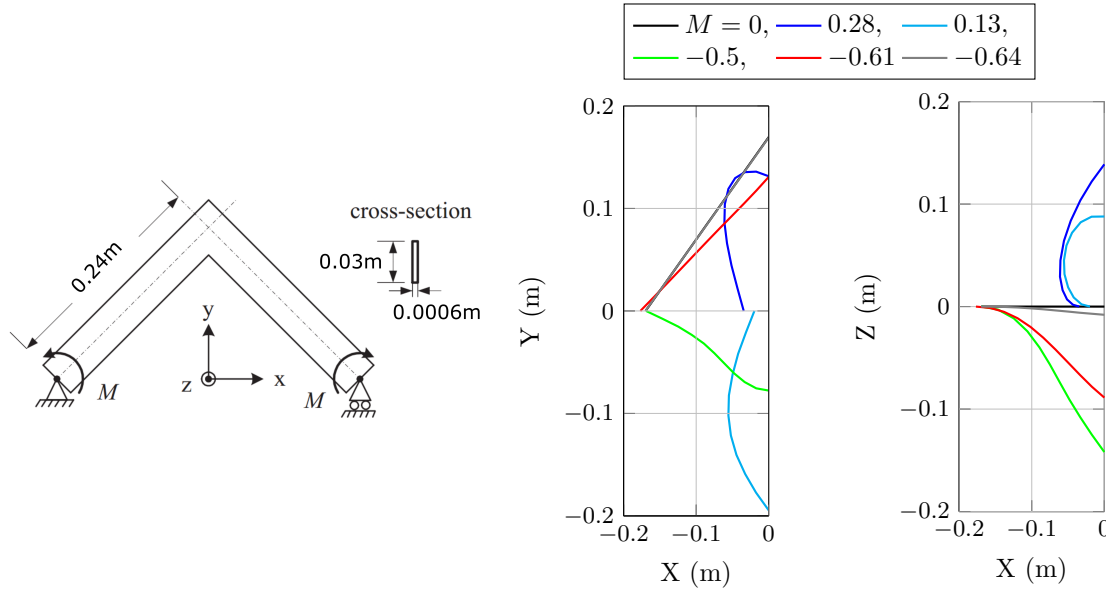 M = 0, 0.28, 0.13,
−0.5, −0.61 −0.64
0.24m
cross-section
0.03m
0.0006m
y
x
z
M
M
0.2
0.1
0
−0.1
−0.2
Y (m)
−0.2 −0.1 0
X (m)
0.2
0.1
0
−0.1
−0.2
Z (m)
−0.2 −0.1 0
X (m)